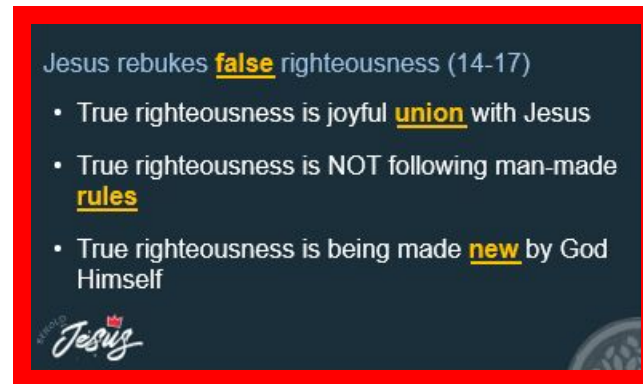 Jesus rebukes false righteousness (14-17)
• True righteousness is joyful union with Jesus
• True righteousness is NOT following man-made
rules
• True righteousness is being made new by God
Himself
BEHOLD
Jesus